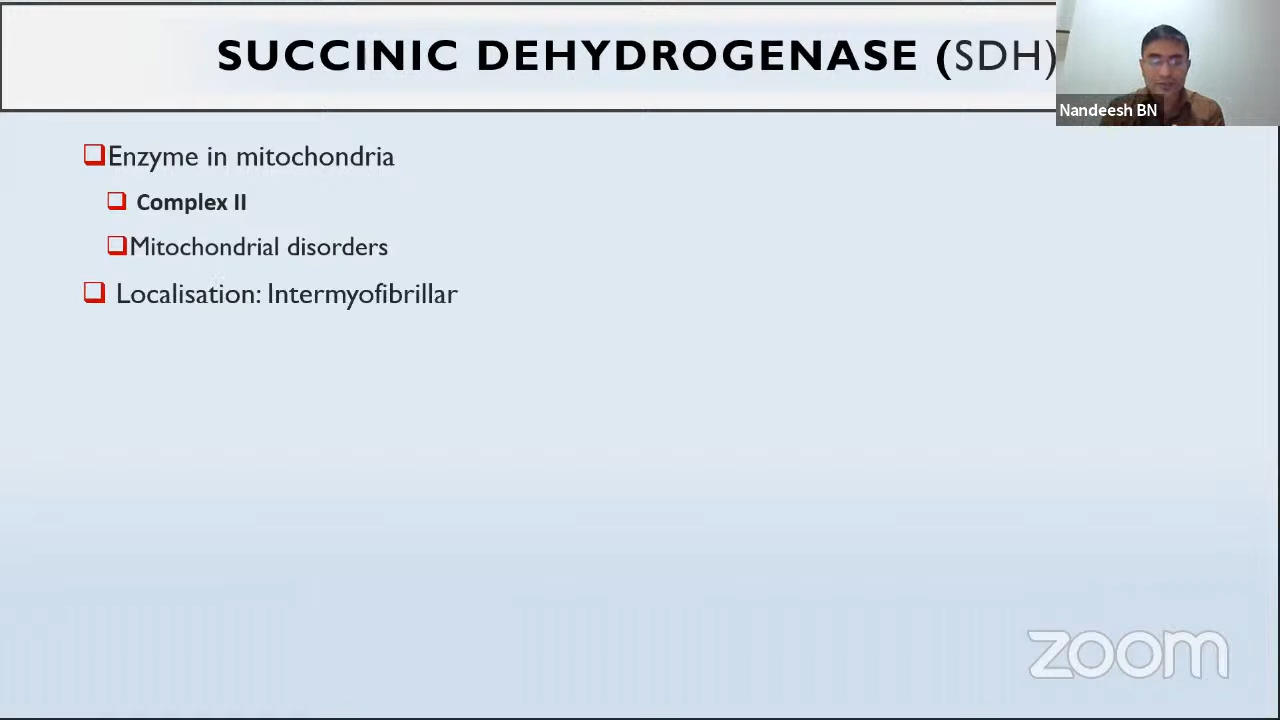 SUCCINIC DEHYDROGENASE (SDH)
Nandeesh BN
Enzyme in mitochondria
Complex II
Mitochondrial disorders
Localisation: Intermyofibrillar
zoom